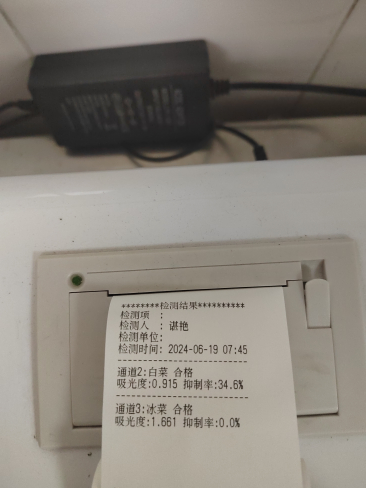 ********检测结果**********
检测项 :
检测人 : 谌艳
检测单位:
检测时间: 2024-06-19 07:45
通道2:白菜 合格
吸光度:0.915 抑制率:34.6%
通道3:冰菜 合格
吸光度:1.661 抑制率:0.0%